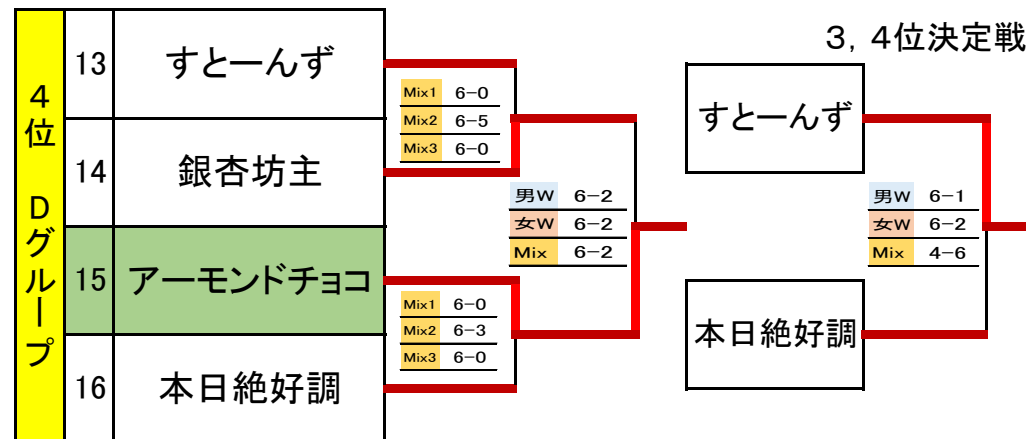 4位 Dグループ
13 すとーんず
14 銀杏坊主
15 アーモンドチョコ
16 本日絶好調
Mix1 6-0
Mix2 6-5
Mix3 6-0
Mix1 6-0
Mix2 6-3
Mix3 6-0
男W 6-2
女W 6-2
Mix 6-2
3，4位決定戦
すとーんず
本日絶好調
男W 6-1
女W 6-2
Mix 4-6